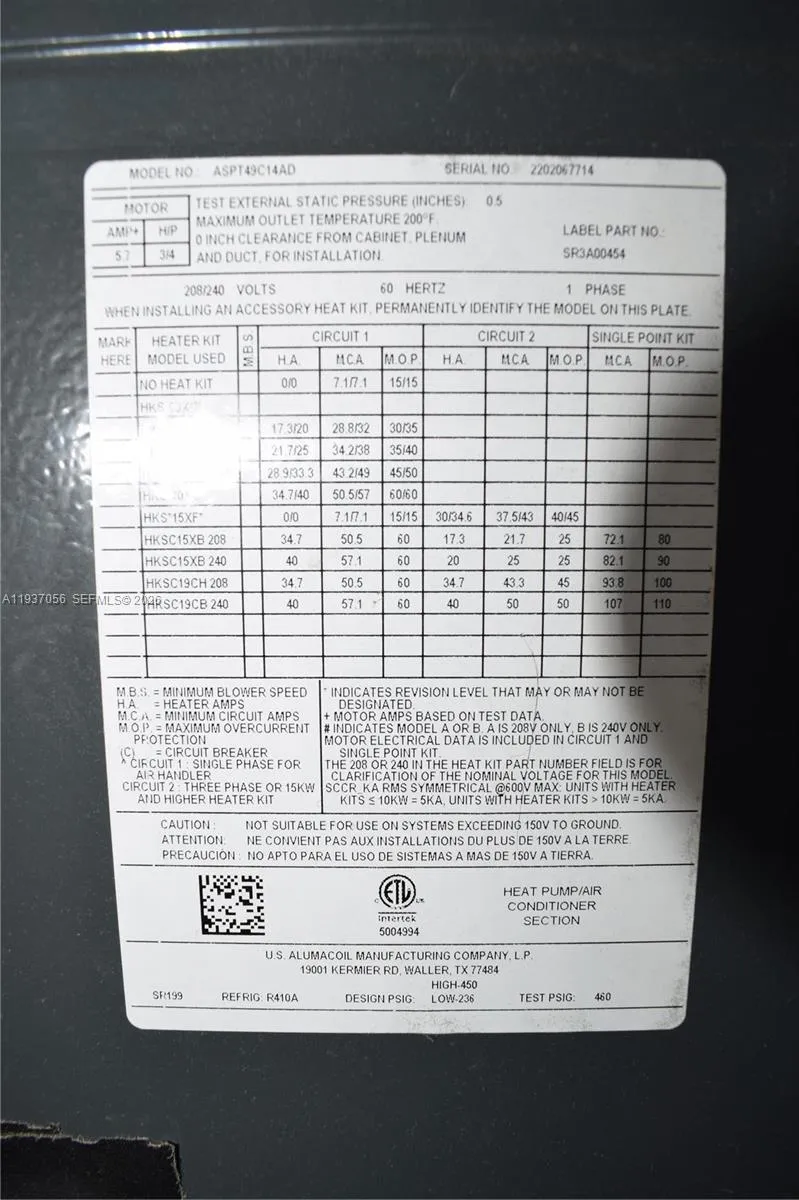 MODEL NO. ASPT49C14AD SERIAL NO. 2202067714
MOTOR
AMP+ H/P
5.7 3/4
TEST EXTERNAL STATIC PRESSURE (INCHES) 0.5
MAXIMUM OUTLET TEMPERATURE 200°F.
0 INCH CLEARANCE FROM CABINET, PLENUM
AND DUCT, FOR INSTALLATION.
LABEL PART NO.:
SR3A00454
208/240 VOLTS 60 HERTZ 1 PHASE
WHEN INSTALLING AN ACCESSORY HEAT KIT, PERMANENTLY IDENTIFY THE MODEL ON THIS PLATE.
MARK HERE HEATER KIT MODEL USED M.B.S. CIRCUIT 1 CIRCUIT 2 SINGLE POINT KIT
H.A. M.C.A. M.O.P. H.A. M.C.A. M.O.P. M.C.A. M.O.P.
NO HEAT KIT 0/0 7.1/7.1 15/15
17.3/20 28.8/32 30/35
21.7/25 34.2/38 35/40
28.9/33.3 43.2/49 45/50
34.7/40 50.5/57 60/60
HKS*15XF* 0/0 7.1/7.1 15/15 30/34.6 37.5/43 40/45
HKSC15XB 208 34.7 50.5 60 17.3 21.7 25 72.1 80
HKSC15XB 240 40 57.1 60 20 25 25 82.1 90
HKSC19CH 208 34.7 50.5 60 34.7 43.3 45 93.8 100
HKSC19CB 240 40 57.1 60 40 50 50 107 110
M.B.S. = MINIMUM BLOWER SPEED
H.A. = HEATER AMPS
M.C.A. = MINIMUM CIRCUIT AMPS
M.O.P. = MAXIMUM OVERCURRENT
PROTECTION
(C) = CIRCUIT BREAKER
^ CIRCUIT 1 : SINGLE PHASE FOR
AIR HANDLER
CIRCUIT 2 : THREE PHASE OR 15KW
AND HIGHER HEATER KIT
* INDICATES REVISION LEVEL THAT MAY OR MAY NOT BE
DESIGNATED.
+ MOTOR AMPS BASED ON TEST DATA.
# INDICATES MODEL A OR B. A IS 208V ONLY, B IS 240V ONLY.
MOTOR ELECTRICAL DATA IS INCLUDED IN CIRCUIT 1 AND
SINGLE POINT KIT.
THE 208 OR 240 IN THE HEAT KIT PART NUMBER FIELD IS FOR
CLARIFICATION OF THE NOMINAL VOLTAGE FOR THIS MODEL.
SCCR_KA RMS SYMMETRICAL @600V MAX: UNITS WITH HEATER
KITS ≤ 10KW = 5KA, UNITS WITH HEATER KITS > 10KW = 5KA.
CAUTION : NOT SUITABLE FOR USE ON SYSTEMS EXCEEDING 150V TO GROUND.
ATTENTION: NE CONVIENT PAS AUX INSTALLATIONS DU PLUS DE 150V A LA TERRE.
PRECAUCIÓN : NO APTO PARA EL USO DE SISTEMAS A MAS DE 150V A TIERRA.
C ETL US
Intertek
5004994
HEAT PUMP/AIR
CONDITIONER
SECTION
U.S. ALUMACOIL MANUFACTURING COMPANY, L.P.
19001 KERMIER RD, WALLER, TX 77484
SR199 REFRIG: R410A DESIGN PSIG: HIGH-450 LOW-236 TEST PSIG: 460
A11937056 SEFMLS©